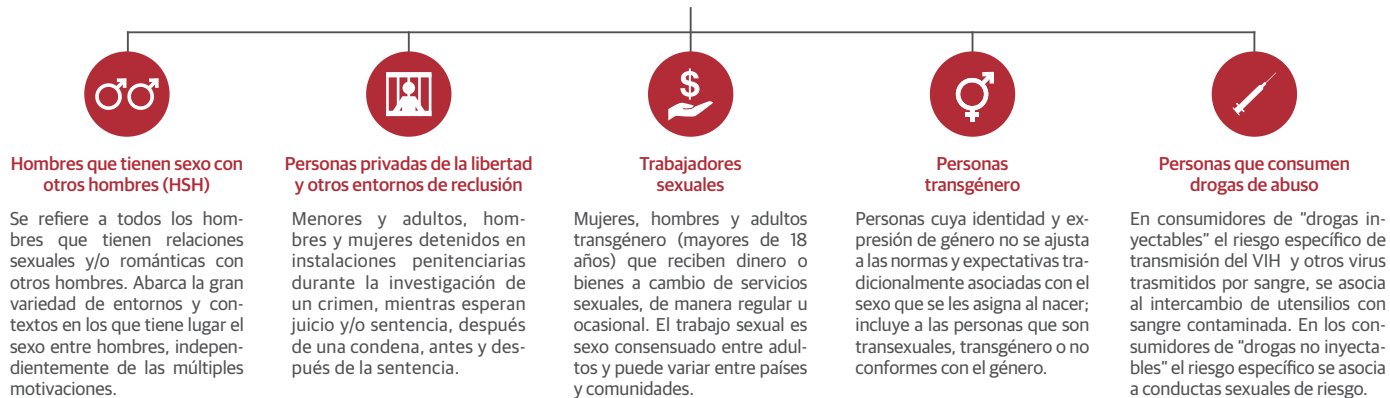 $
Hombres que tienen sexo con
otros hombres (HSH)
Se refiere a todos los hom-
bres que tienen relaciones
sexuales y/o románticas con
otros hombres. Abarca la gran
variedad de entornos y con-
textos en los que tiene lugar el
sexo entre hombres, indepen-
dientemente de las múltiples
motivaciones.
Personas privadas de la libertad
y otros entornos de reclusión
Menores y adultos, hom-
bres y mujeres detenidos en
instalaciones penitenciarias
durante la investigación de
un crimen, mientras esperan
juicio y/o sentencia, después
de una condena, antes y des-
pués de la sentencia.
Trabajadores
sexuales
Mujeres, hombres y adultos
transgénero (mayores de 18
años) que reciben dinero o
bienes a cambio de servicios
sexuales, de manera regular u
ocasional. El trabajo sexual es
sexo consensuado entre adul-
tos y puede variar entre países
y comunidades.
Personas
transgénero
Personas cuya identidad y ex-
presión de género no se ajusta
a las normas y expectativas tra-
dicionalmente asociadas con el
sexo que se les asigna al nacer;
incluye a las personas que son
transexuales, transgénero o no
conformes con el género.
Personas que consumen
drogas de abuso
En consumidores de "drogas in-
yectables" el riesgo específico de
transmisión del VIH y otros virus
trasmitidos por sangre, se asocia
al intercambio de utensilios con
sangre contaminada. En los con-
sumidores de "drogas no inyecta-
bles" el riesgo específico se asocia
a conductas sexuales de riesgo.